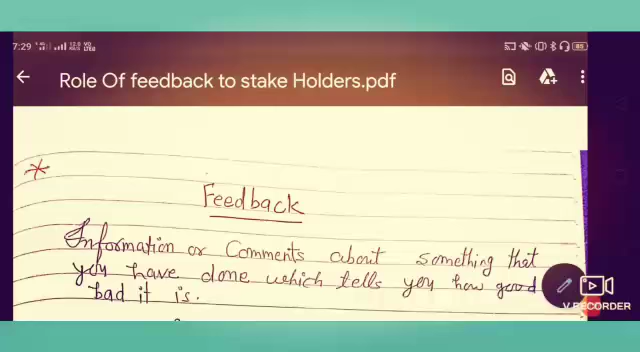 7:29
85
Role Of feedback to stake Holders.pdf
Feedback
Information or Comments about something that
you have done which tells you how good
bad it is.
V RECORDER